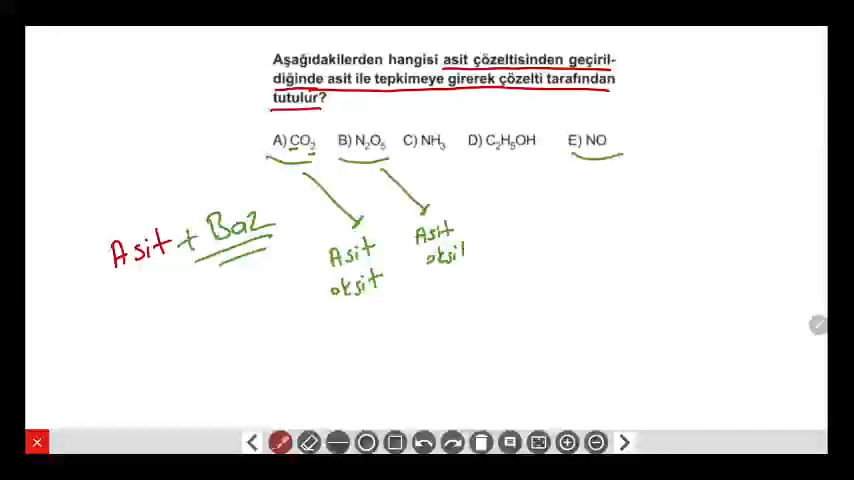 Aşağıdakilerden hangisi asit çözeltisinden geçiril-
diğinde asit ile tepkimeye girerek çözelti tarafından
tutulur?
A) CO₂ B) N₂O₅ C) NH₃ D) C₂H₅OH E) NO
Asit + Baz
Asit
oksit
Asit
oksit